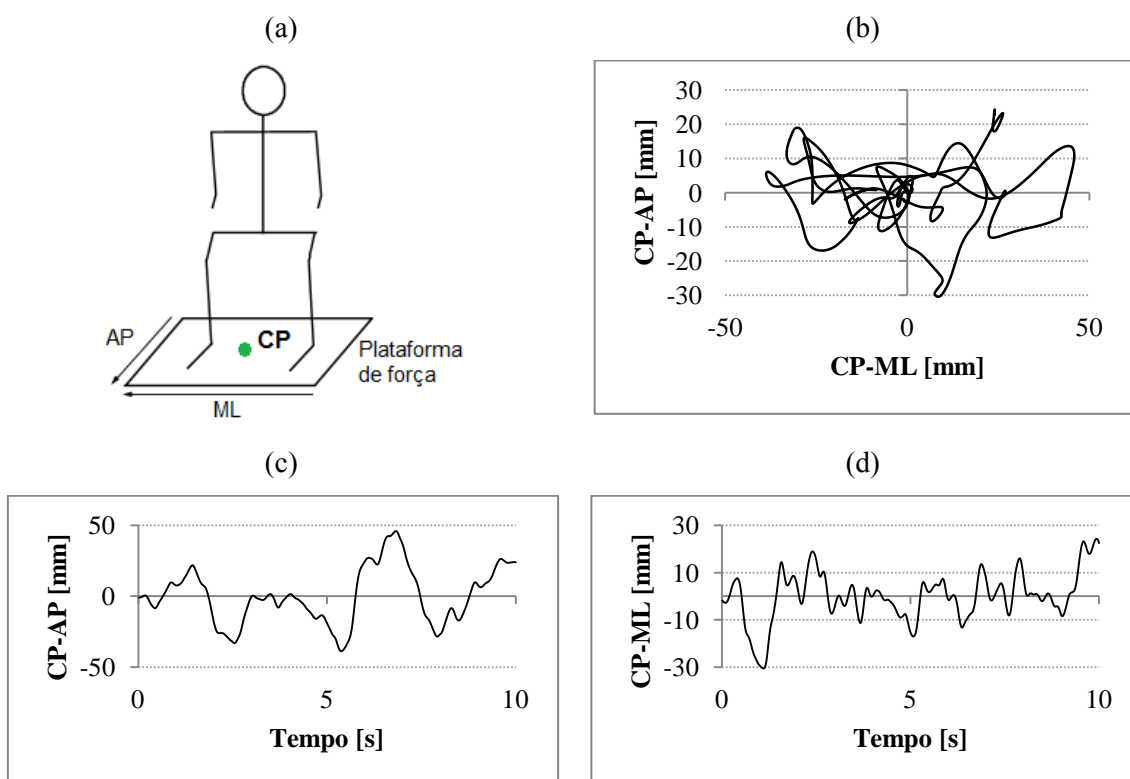 (a)
AP
CP
Plataforma
de força
ML
(b)
30
20
10
0
-10
-20
-30
-50
0
50
CP-AP [mm]
CP-ML [mm]
(c)
50
0
-50
0
5
10
CP-AP [mm]
Tempo [s]
(d)
30
10
-10
-30
0
5
10
CP-ML [mm]
Tempo [s]